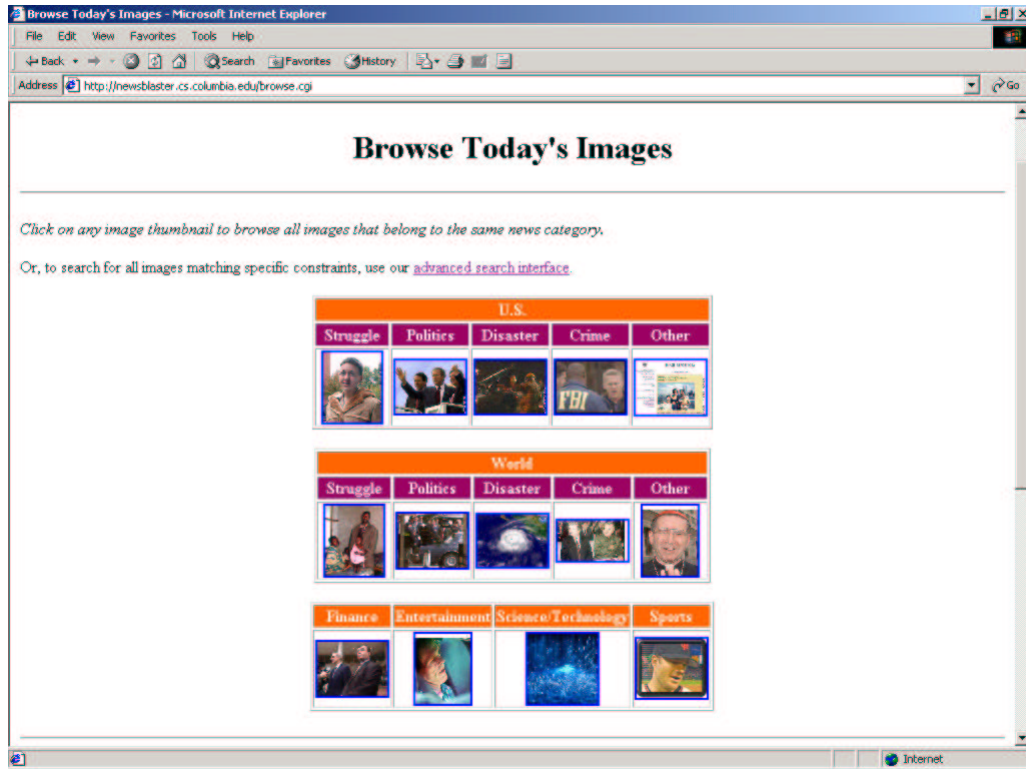 Browse Today's Images - Microsoft Internet Explorer
File Edit View Favorites Tools Help
Back Search Favorites History
Address http://newsblaster.cs.columbia.edu/browse.cgi Go
Browse Today's Images
Click on any image thumbnail to browse all images that belong to the same news category.
Or, to search for all images matching specific constraints, use our advanced search interface.
U.S.
Struggle Politics Disaster Crime Other
FBI
World
Struggle Politics Disaster Crime Other
Finance Entertainment Science/Technology Sports
Internet